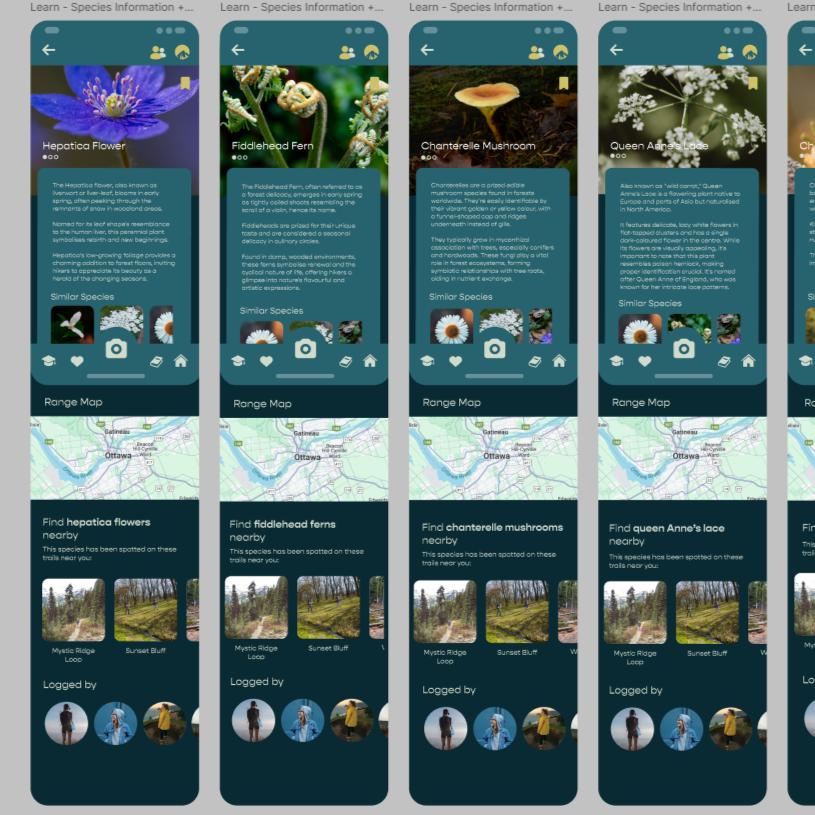 Learn - Species Information +...
Hepatica Flower
The Hepatica flower, also known as
liverwort or liver-leaf, blooms in early
spring, often peeking through the
remnants of snow in woodland areas.
Named for its leaf shape's resemblance
to the human liver, this perennial plant
symbolises rebirth and new beginnings.
Hepatica's low-growing foliage provides a
charming addition to forest floors, inviting
hikers to appreciate its beauty as a
herald of the changing seasons.
Similar Species
Range Map
Gatineau
Ottawa
Beacon
Hill-Cyrville
Ward
Find hepatica flowers
nearby
This species has been spotted on these
trails near you:
Mystic Ridge
Loop
Sunset Bluff
Logged by
Learn - Species Information +...
Fiddlehead Fern
The Fiddlehead Fern, often referred to as
a forest delicacy, emerges in early spring
as tightly coiled shoots resembling the
scroll of a violin, hence its name.
Fiddleheads are prized for their unique
taste and are considered a seasonal
delicacy in culinary circles.
Found in damp, wooded environments,
these ferns symbolise renewal and the
cyclical nature of life, offering hikers a
glimpse into nature's flavourful and
artistic expressions.
Similar Species
Range Map
Gatineau
Ottawa
Beacon
Hill-Cyrville
Ward
Find fiddlehead ferns
nearby
This species has been spotted on these
trails near you:
Mystic Ridge
Loop
Sunset Bluff
Logged by
Learn - Species Information +...
Chanterelle Mushroom
Chanterelles are a prized edible
mushroom species found in forests
worldwide. They're easily identifiable by
their vibrant golden or yellow colour, with
a funnel-shaped cap and ridges
underneath instead of gills.
They typically grow in mycorrhizal
association with trees, especially conifers
and hardwoods. These fungi play a vital
role in forest ecosystems, forming
symbiotic relationships with tree roots,
aiding in nutrient exchange.
Similar Species
Range Map
Gatineau
Ottawa
Beacon
Hill-Cyrville
Ward
Find chanterelle mushrooms
nearby
This species has been spotted on these
trails near you:
Mystic Ridge
Loop
Sunset Bluff
W
Logged by
Learn - Species Information +...
Queen Anne's Lace
Also known as "wild carrot," Queen
Anne's Lace is a flowering plant native to
Europe and parts of Asia but naturalised
in North America.
It features delicate, lacy white flowers in
flat-topped clusters and has a single
dark-coloured flower in the centre. While
its flowers are visually appealing, it's
important to note that this plant
resembles poison hemlock, making
proper identification crucial. It's named
after Queen Anne of England, who was
known for her intricate lace patterns.
Similar Species
Range Map
Gatineau
Ottawa
Beacon
Hill-Cyrville
Ward
Find queen Anne's lace
nearby
This species has been spotted on these
trails near you:
Mystic Ridge
Loop
Sunset Bluff
W
Logged by
Learn
Ch